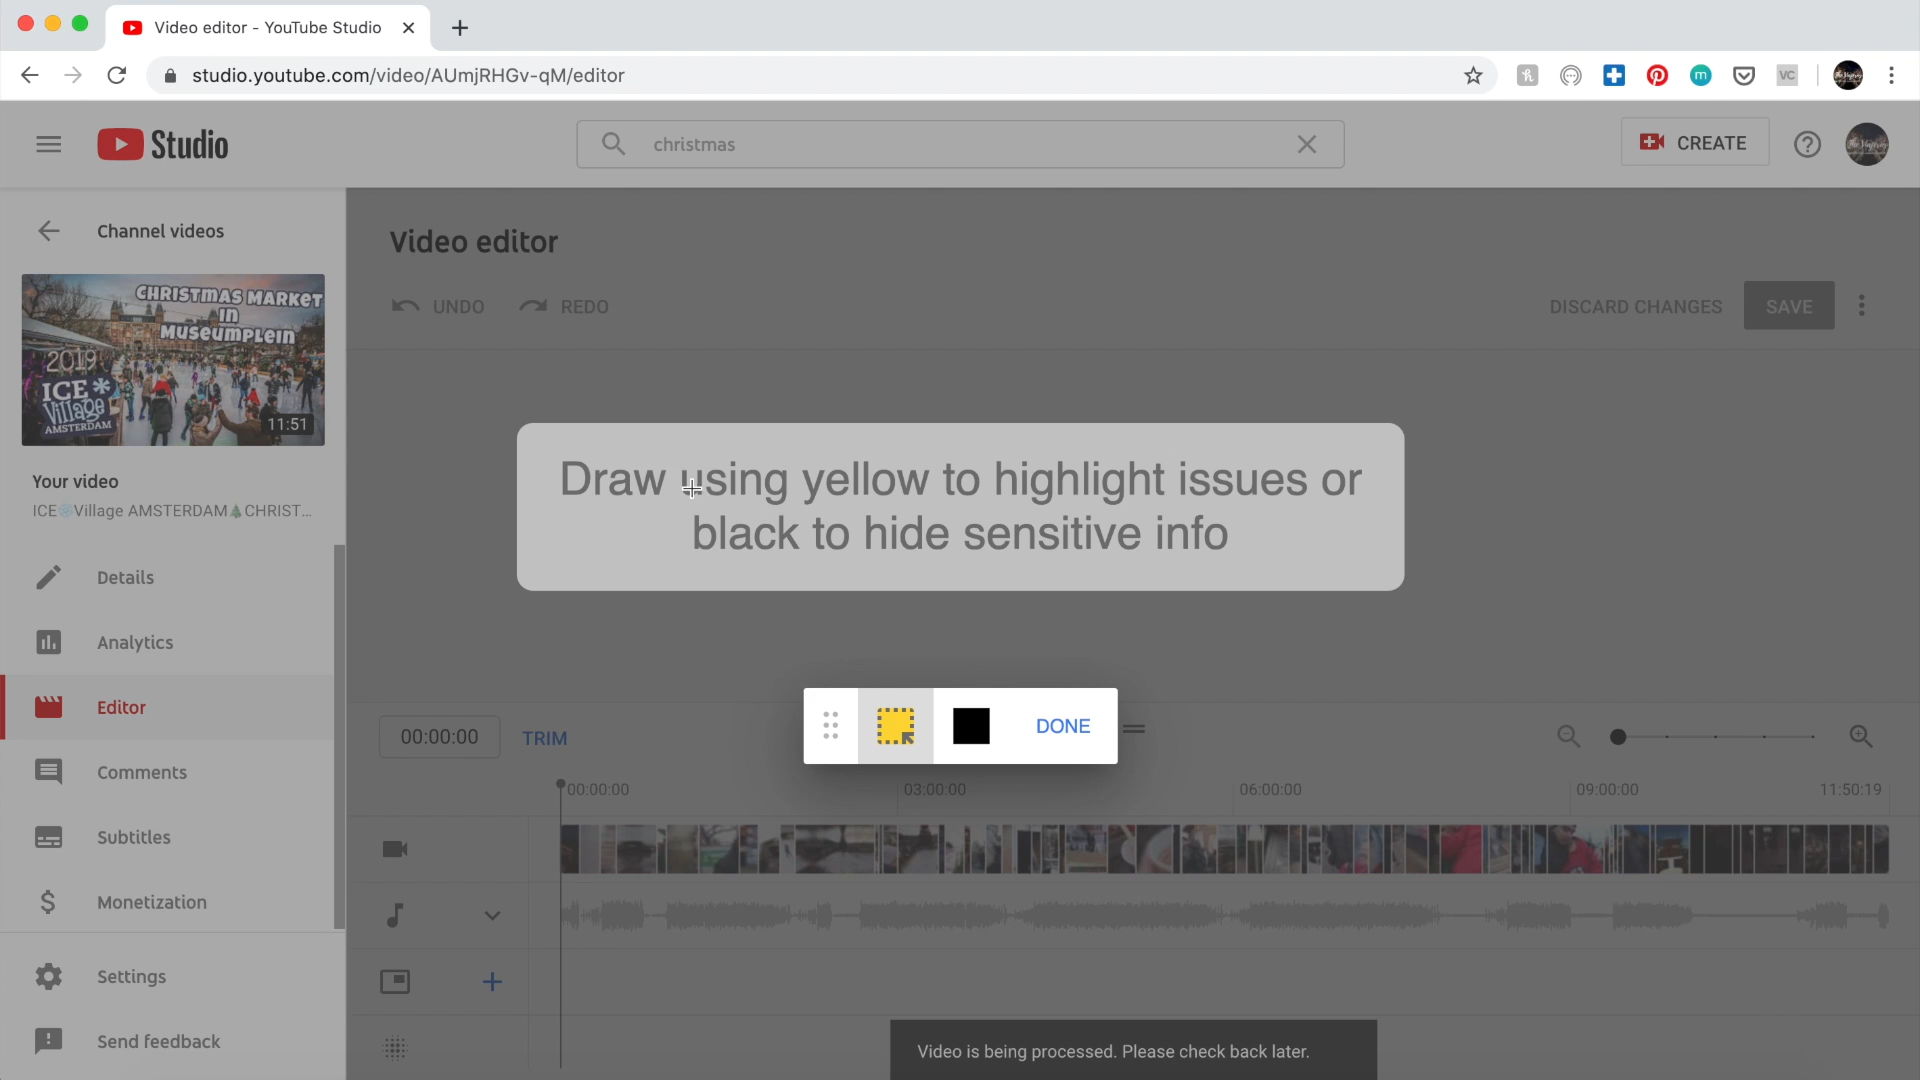 Video editor - YouTube Studio
studio.youtube.com/video/AUmjRHGv-qM/editor
VC
Studio
christmas
CREATE
Channel videos
Video editor
UNDO
REDO
DISCARD CHANGES
SAVE
CHRISTMAS MARKET
in
MUSEUMPLEIN
2019
ICE
Village
AMSTERDAM
11:51
Your video
ICE❄Village AMSTERDAM🎄CHRIST...
Draw using yellow to highlight issues or
black to hide sensitive info
Details
Analytics
Editor
Comments
Subtitles
Monetization
Settings
Send feedback
DONE
00:00:00
TRIM
00:00:00
03:00:00
06:00:00
09:00:00
11:50:19
Video is being processed. Please check back later.